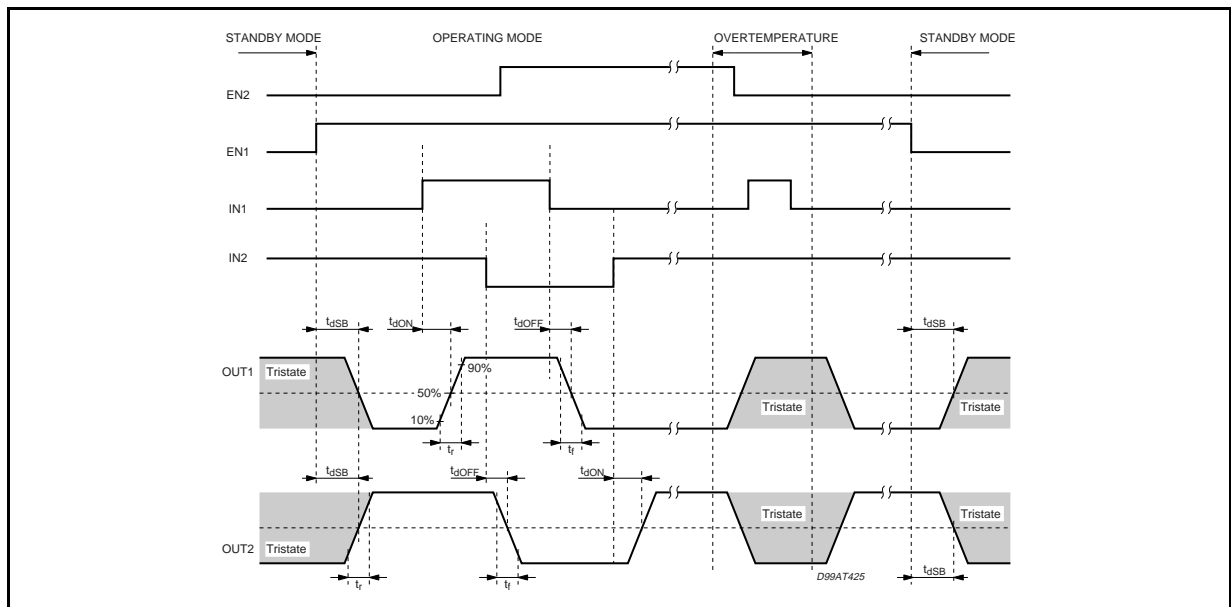 STANDBY MODE OPERATING MODE OVERTEMPERATURE STANDBY MODE
EN2
EN1
IN1
IN2
tdSB tdON tdOFF tdSB
OUT1 Tristate 90%
50%
Tristate Tristate
10%
tr tf
tdSB tdOFF tdON
Tristate Tristate
OUT2 Tristate
tr tf D99AT425 tdSB